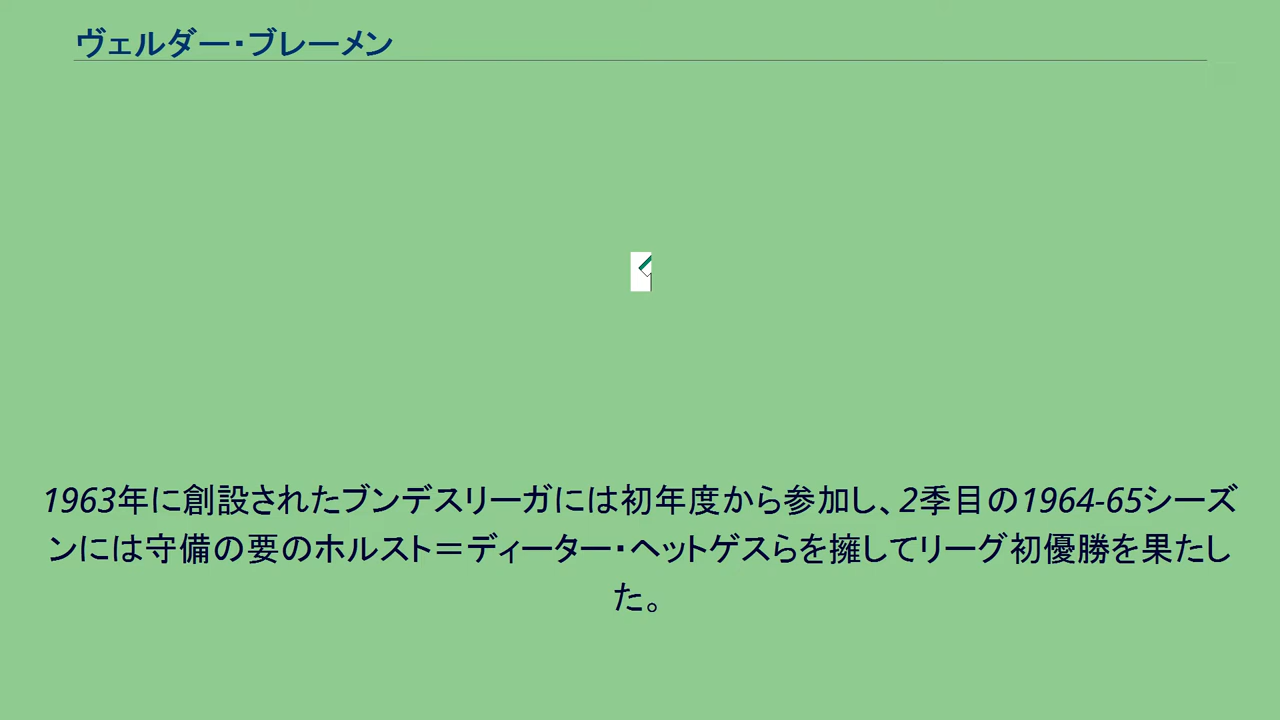 ヴェルダー・ブレーメン
1963年に創設されたブンデスリーガには初年度から参加し、2季目の1964-65シーズ
ンには守備の要のホルスト＝ディーター・ヘットゲスらを擁してリーグ初優勝を果たし
た。